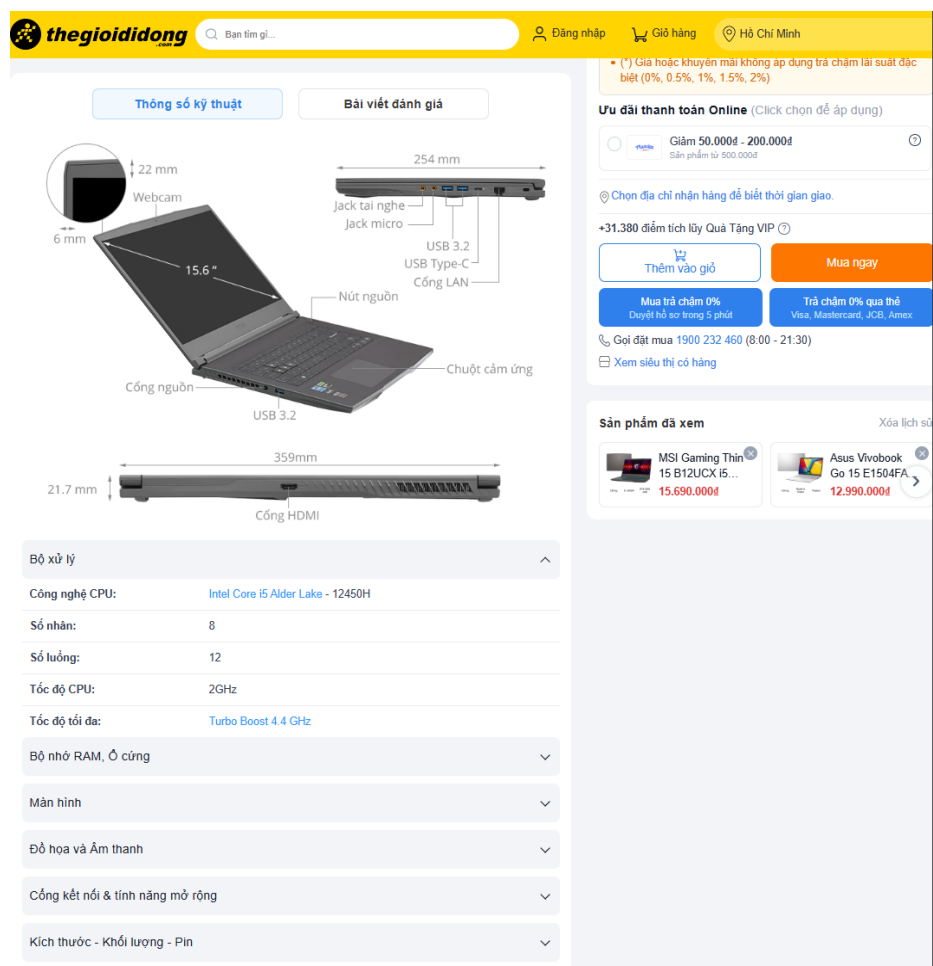 thegioididong
.com
Bạn tìm gì...
Đăng nhập
Giỏ hàng
Hồ Chí Minh
(*) Giá hoặc khuyến mãi không áp dụng trả chậm lãi suất đặc
biệt (0%, 0.5%, 1%, 1.5%, 2%)
Thông số kỹ thuật
Bài viết đánh giá
22 mm
Webcam
6 mm
15.6 “
254 mm
Jack tai nghe
Jack micro
USB 3.2
USB Type-C
Cổng LAN
Nút nguồn
Chuột cảm ứng
Cổng nguồn
USB 3.2
359mm
21.7 mm
Cổng HDMI
Bộ xử lý
Công nghệ CPU: Intel Core i5 Alder Lake - 12450H
Số nhân: 8
Số luồng: 12
Tốc độ CPU: 2GHz
Tốc độ tối đa: Turbo Boost 4.4 GHz
Bộ nhớ RAM, Ổ cứng
Màn hình
Đồ họa và Âm thanh
Cổng kết nối & tính năng mở rộng
Kích thước - Khối lượng - Pin
Ưu đãi thanh toán Online (Click chọn để áp dụng)
Giảm 50.000₫ - 200.000₫
Sản phẩm từ 500.000đ
Chọn địa chỉ nhận hàng để biết thời gian giao.
+31.380 điểm tích lũy Quà Tặng VIP
Thêm vào giỏ
Mua ngay
Mua trả chậm 0%
Duyệt hồ sơ trong 5 phút
Trả chậm 0% qua thẻ
Visa, Mastercard, JCB, Amex
Gọi đặt mua 1900 232 460 (8:00 - 21:30)
Xem siêu thị có hàng
Sản phẩm đã xem
Xóa lịch sử
MSI Gaming Thin
15 B12UCX i5...
15.690.000₫
Asus Vivobook
Go 15 E1504FA
12.990.000₫